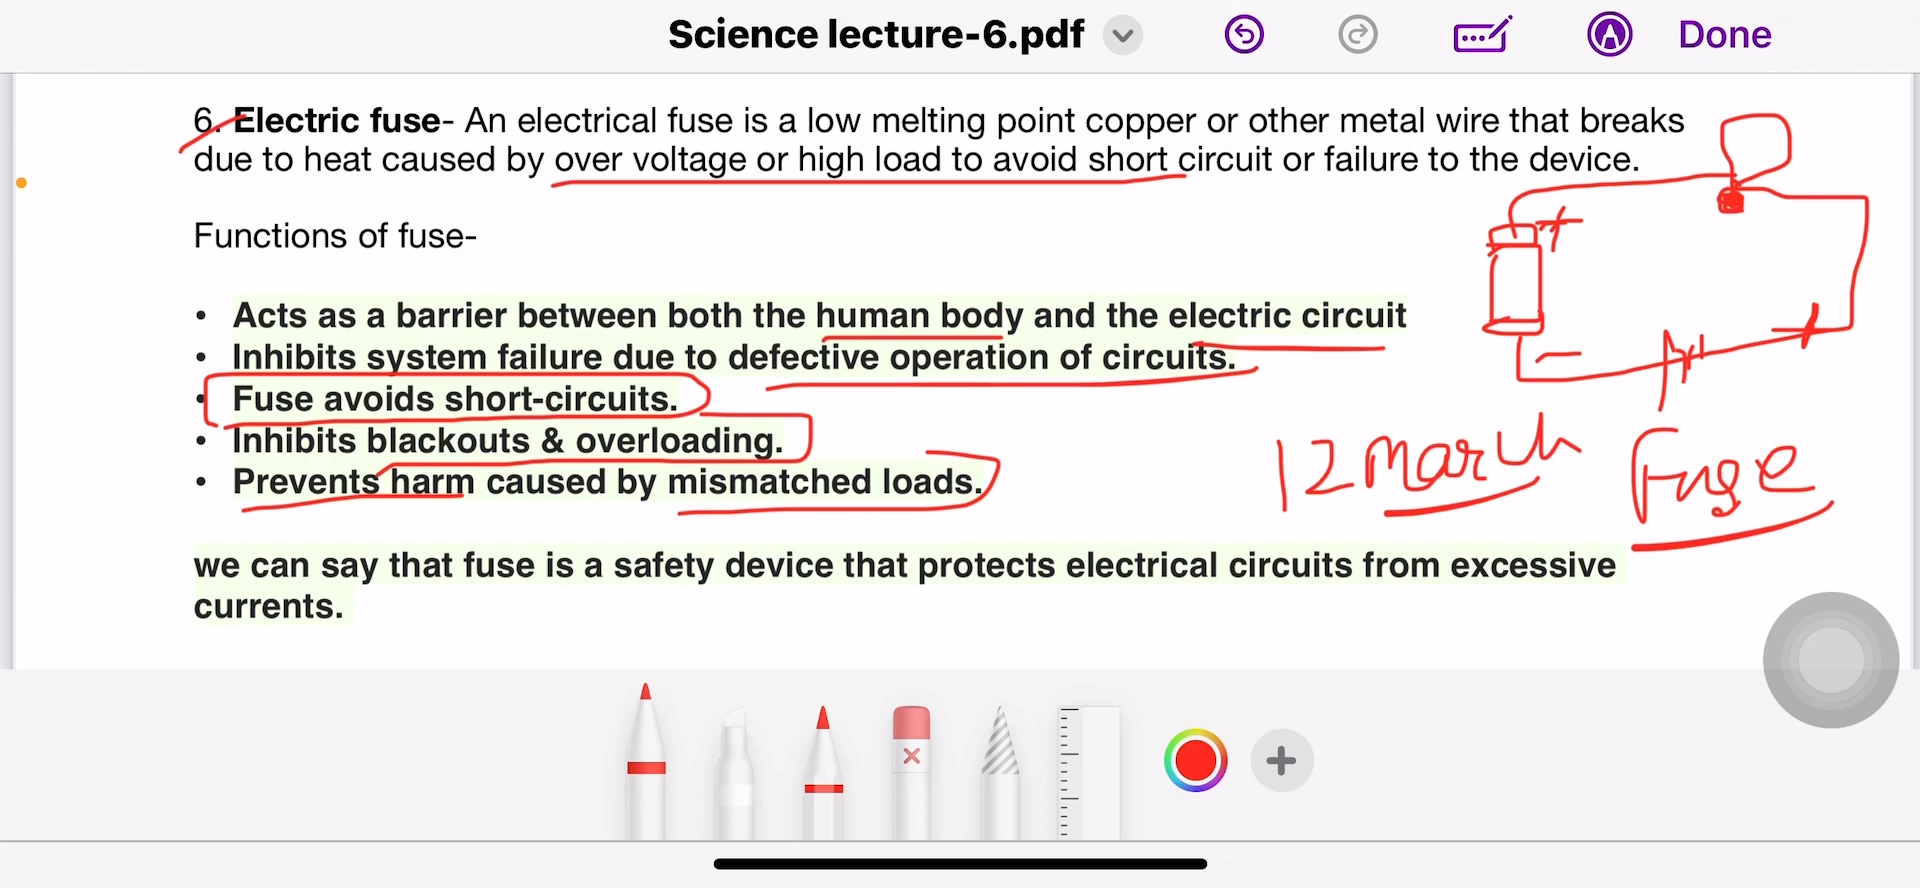 Science lecture-6.pdf
Done
6. Electric fuse- An electrical fuse is a low melting point copper or other metal wire that breaks
due to heat caused by over voltage or high load to avoid short circuit or failure to the device.
Functions of fuse-
• Acts as a barrier between both the human body and the electric circuit
• Inhibits system failure due to defective operation of circuits.
• Fuse avoids short-circuits.
• Inhibits blackouts & overloading.
• Prevents harm caused by mismatched loads.
12 march Fuse
we can say that fuse is a safety device that protects electrical circuits from excessive
currents.